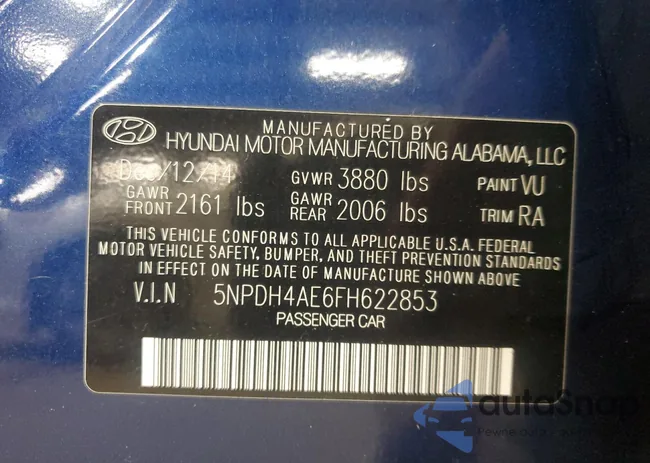 MANUFACTURED BY
HYUNDAI MOTOR MANUFACTURING ALABAMA, LLC
Dec/12/14 GVWR 3880 lbs PAINT VU
GAWR FRONT 2161 lbs GAWR REAR 2006 lbs TRIM RA
THIS VEHICLE CONFORMS TO ALL APPLICABLE U.S.A. FEDERAL
MOTOR VEHICLE SAFETY, BUMPER, AND THEFT PREVENTION STANDARDS
IN EFFECT ON THE DATE OF MANUFACTURE SHOWN ABOVE
V.I.N 5NPDH4AE6FH622853
PASSENGER CAR
autoSnap